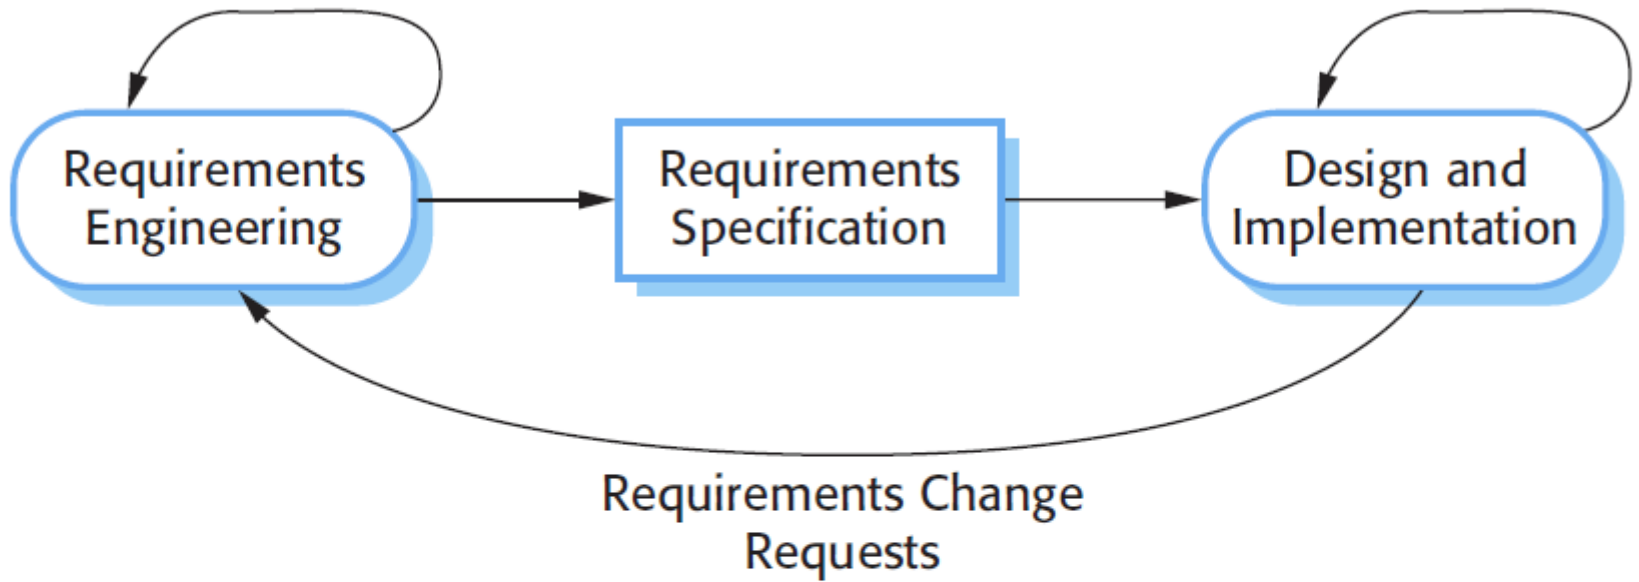 Requirements
Engineering
Requirements
Specification
Design and
Implementation
Requirements Change
Requests